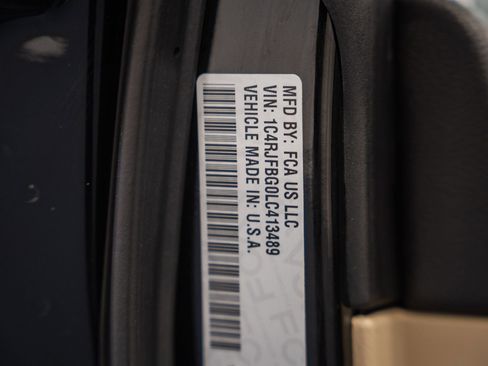 MFD BY: FCA US LLC
VIN: 1C4RJFBG0LC413489
VEHICLE MADE IN: U.S.A.